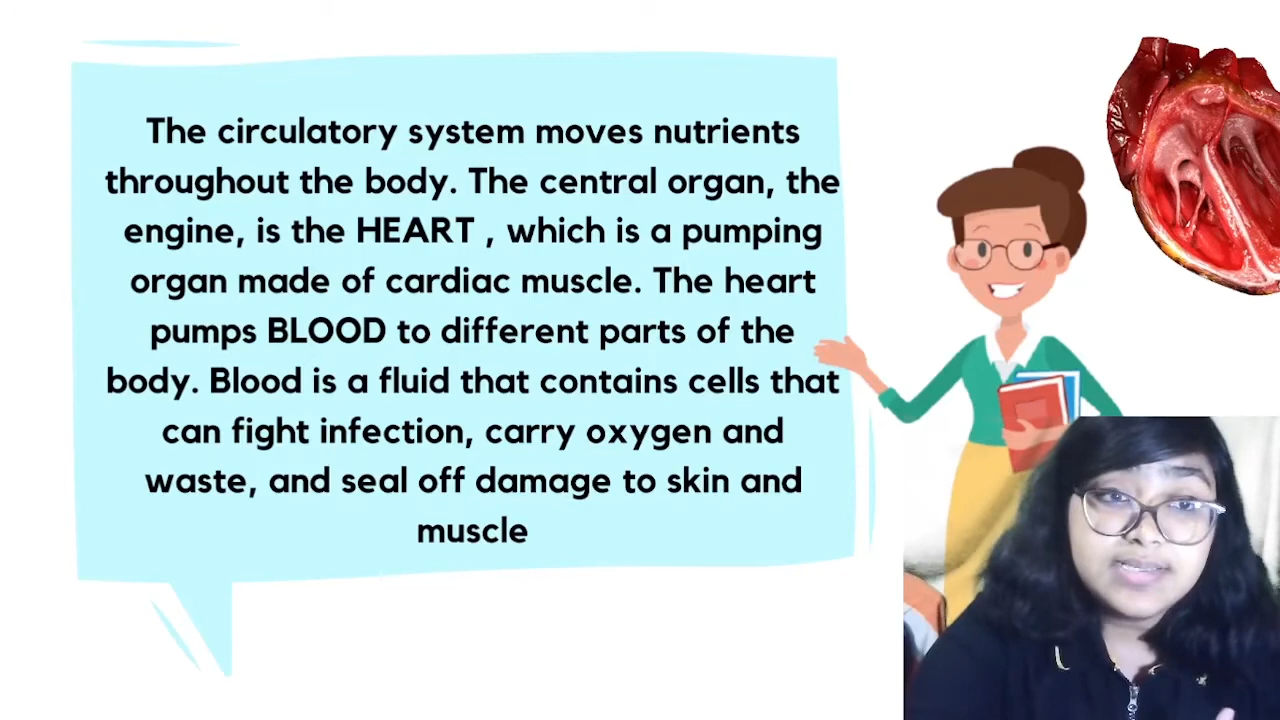 The circulatory system moves nutrients
throughout the body. The central organ, the
engine, is the HEART , which is a pumping
organ made of cardiac muscle. The heart
pumps BLOOD to different parts of the
body. Blood is a fluid that contains cells that
can fight infection, carry oxygen and
waste, and seal off damage to skin and
muscle